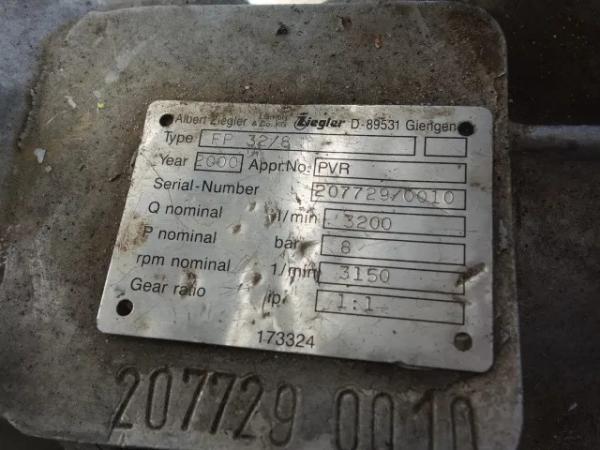 Albert Ziegler GmbH & Co. KG Ziegler D-89531 Giengen
Type FP 32/8
Year 2000 Appr.No. PVR
Serial-Number 207729/0010
Q nominal l/min 3200
P nominal bar 8
rpm nominal 1/min 3150
Gear ratio ip. 1:1
173324
207729 0010